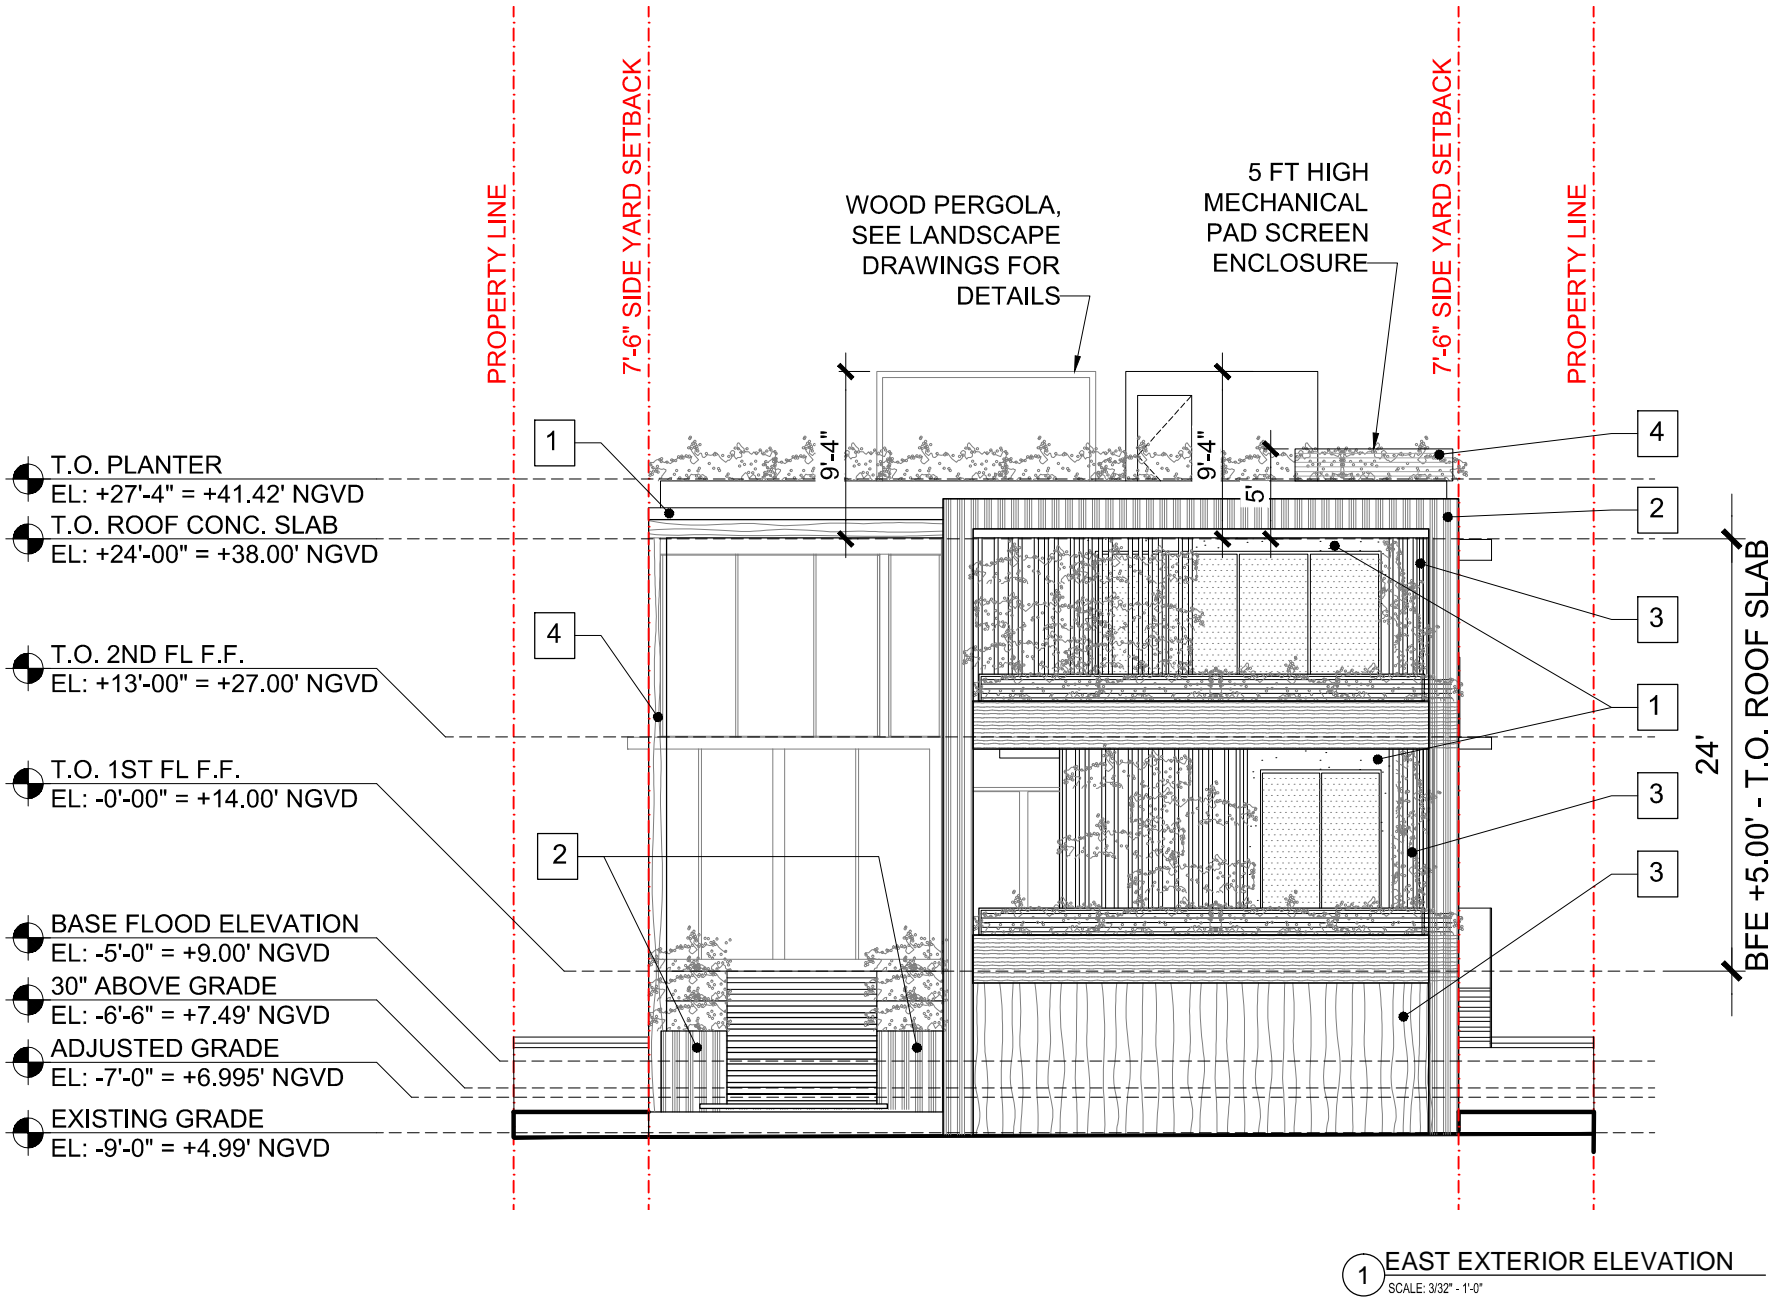 PROPERTY LINE
7'-6" SIDE YARD SETBACK
WOOD PERGOLA,
SEE LANDSCAPE
DRAWINGS FOR
DETAILS
5 FT HIGH
MECHANICAL
PAD SCREEN
ENCLOSURE
7'-6" SIDE YARD SETBACK
PROPERTY LINE
T.O. PLANTER
EL: +27'-4" = +41.42' NGVD
T.O. ROOF CONC. SLAB
EL: +24'-00" = +38.00' NGVD
T.O. 2ND FL F.F.
EL: +13'-00" = +27.00' NGVD
T.O. 1ST FL F.F.
EL: -0'-00" = +14.00' NGVD
BASE FLOOD ELEVATION
EL: -5'-0" = +9.00' NGVD
30" ABOVE GRADE
EL: -6'-6" = +7.49' NGVD
ADJUSTED GRADE
EL: -7'-0" = +6.995' NGVD
EXISTING GRADE
EL: -9'-0" = +4.99' NGVD
1
4
2
9'-4"
9'-4"
5'
4
2
3
1
3
3
24'
BFE +5.00' - T.O. ROOF SLAB
1
EAST EXTERIOR ELEVATION
SCALE: 3/32" - 1'-0"